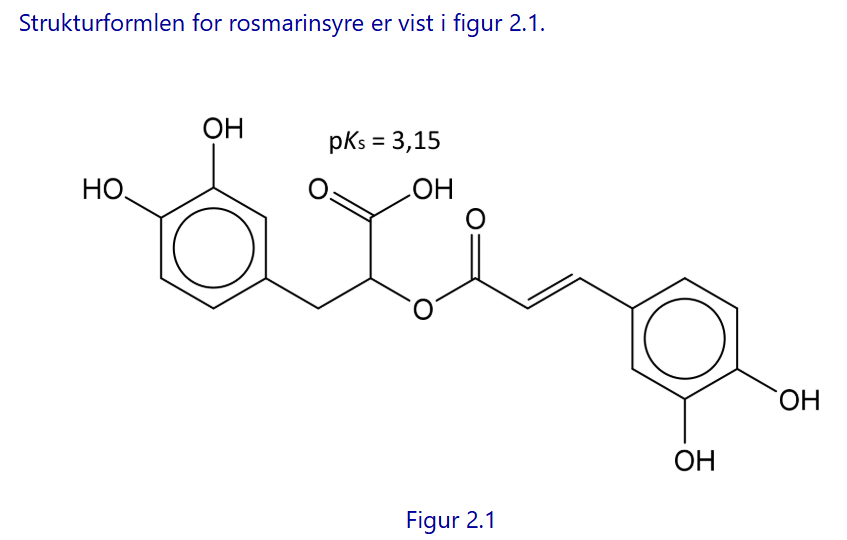 Strukturformlen for rosmarinsyre er vist i figur 2.1.
OH
pKs = 3,15
HO
O
OH
O
O
OH
OH
Figur 2.1